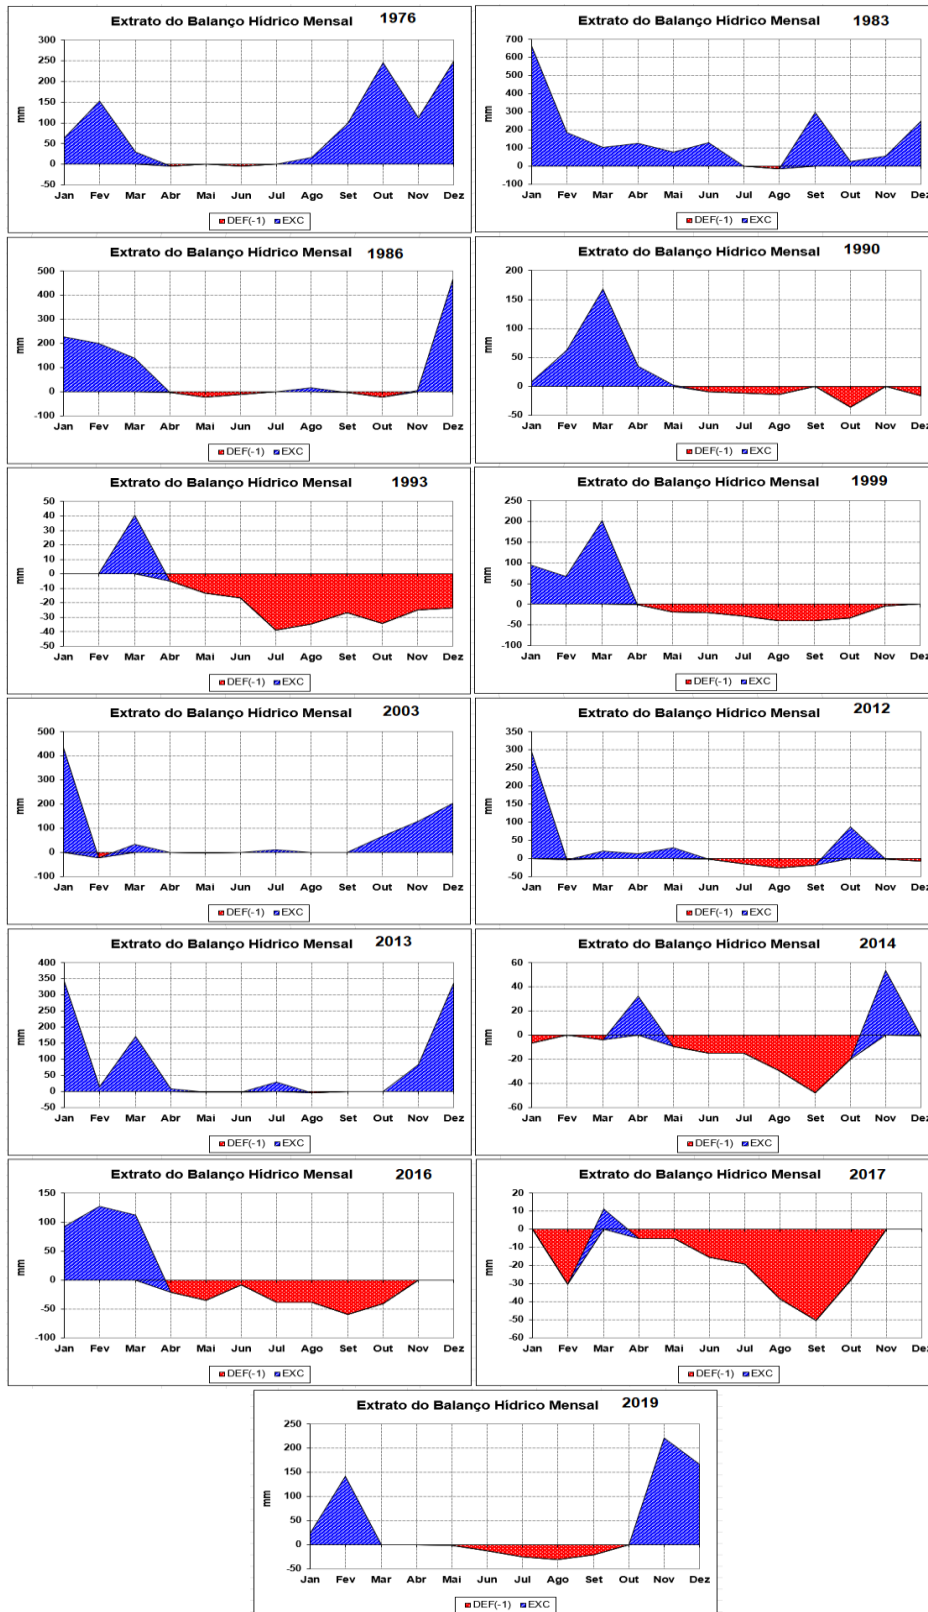 Extrato do Balanço Hídrico Mensal 1976
300
250
200
150
100
50
0
-50
mm
Jan Fev Mar Abr Mai Jun Jul Ago Set Out Nov Dez
DEF(-1) EXC
Extrato do Balanço Hídrico Mensal 1983
700
600
500
400
300
200
100
0
-100
mm
Jan Fev Mar Abr Mai Jun Jul Ago Set Out Nov Dez
DEF(-1) EXC
Extrato do Balanço Hídrico Mensal 1986
500
400
300
200
100
0
-100
mm
Jan Fev Mar Abr Mai Jun Jul Ago Set Out Nov Dez
DEF(-1) EXC
Extrato do Balanço Hídrico Mensal 1990
200
150
100
50
0
-50
mm
Jan Fev Mar Abr Mai Jun Jul Ago Set Out Nov Dez
DEF(-1) EXC
Extrato do Balanço Hídrico Mensal 1993
50
40
30
20
10
0
-10
-20
-30
-40
-50
mm
Jan Fev Mar Abr Mai Jun Jul Ago Set Out Nov Dez
DEF(-1) EXC
Extrato do Balanço Hídrico Mensal 1999
250
200
150
100
50
0
-50
-100
mm
Jan Fev Mar Abr Mai Jun Jul Ago Set Out Nov Dez
DEF(-1) EXC
Extrato do Balanço Hídrico Mensal 2003
500
400
300
200
100
0
-100
mm
Jan Fev Mar Abr Mai Jun Jul Ago Set Out Nov Dez
DEF(-1) EXC
Extrato do Balanço Hídrico Mensal 2012
350
300
250
200
150
100
50
0
-50
mm
Jan Fev Mar Abr Mai Jun Jul Ago Set Out Nov Dez
DEF(-1) EXC
Extrato do Balanço Hídrico Mensal 2013
400
350
300
250
200
150
100
50
0
-50
mm
Jan Fev Mar Abr Mai Jun Jul Ago Set Out Nov Dez
DEF(-1) EXC
Extrato do Balanço Hídrico Mensal 2014
60
40
20
0
-20
-40
-60
mm
Jan Fev Mar Abr Mai Jun Jul Ago Set Out Nov Dez
DEF(-1) EXC
Extrato do Balanço Hídrico Mensal 2016
150
100
50
0
-50
-100
mm
Jan Fev Mar Abr Mai Jun Jul Ago Set Out Nov Dez
DEF(-1) EXC
Extrato do Balanço Hídrico Mensal 2017
20
10
0
-10
-20
-30
-40
-50
-60
mm
Jan Fev Mar Abr Mai Jun Jul Ago Set Out Nov Dez
DEF(-1) EXC
Extrato do Balanço Hídrico Mensal 2019
250
200
150
100
50
0
-50
mm
Jan Fev Mar Abr Mai Jun Jul Ago Set Out Nov Dez
DEF(-1) EXC